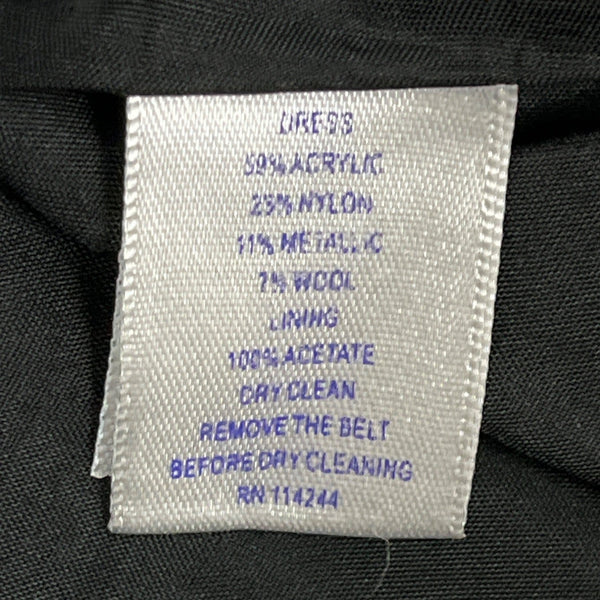 DRESS
59% ACRYLIC
23% NYLON
11% METALLIC
7% WOOL
LINING
100% ACETATE
DRY CLEAN
REMOVE THE BELT
BEFORE DRY CLEANING
RN 114244